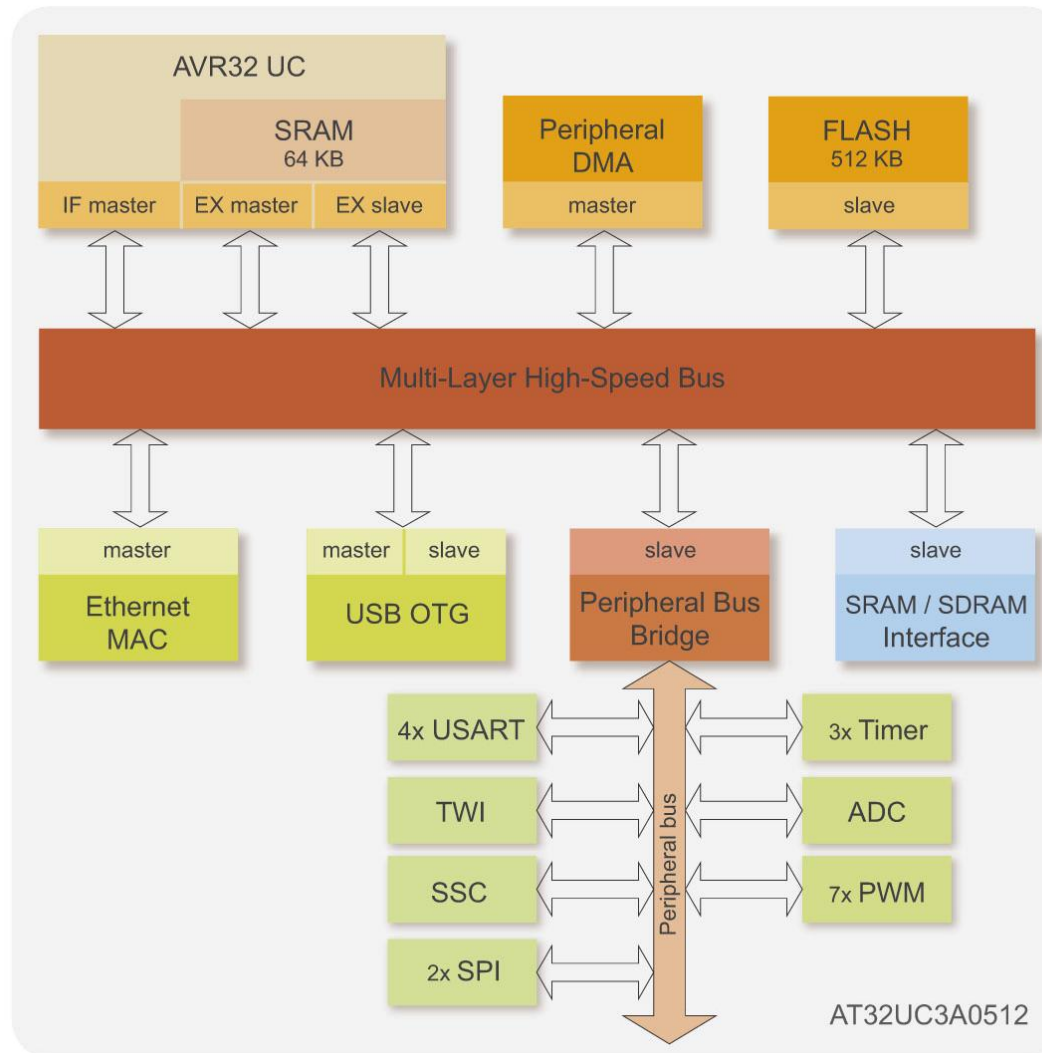 AVR32 UC
SRAM
64 KB
IF master
EX master
EX slave
Peripheral
DMA
master
FLASH
512 KB
slave
Multi-Layer High-Speed Bus
master
Ethernet
MAC
master
slave
USB OTG
slave
Peripheral Bus
Bridge
slave
SRAM / SDRAM
Interface
4x USART
TWI
SSC
2x SPI
Peripheral bus
3x Timer
ADC
7x PWM
AT32UC3A0512